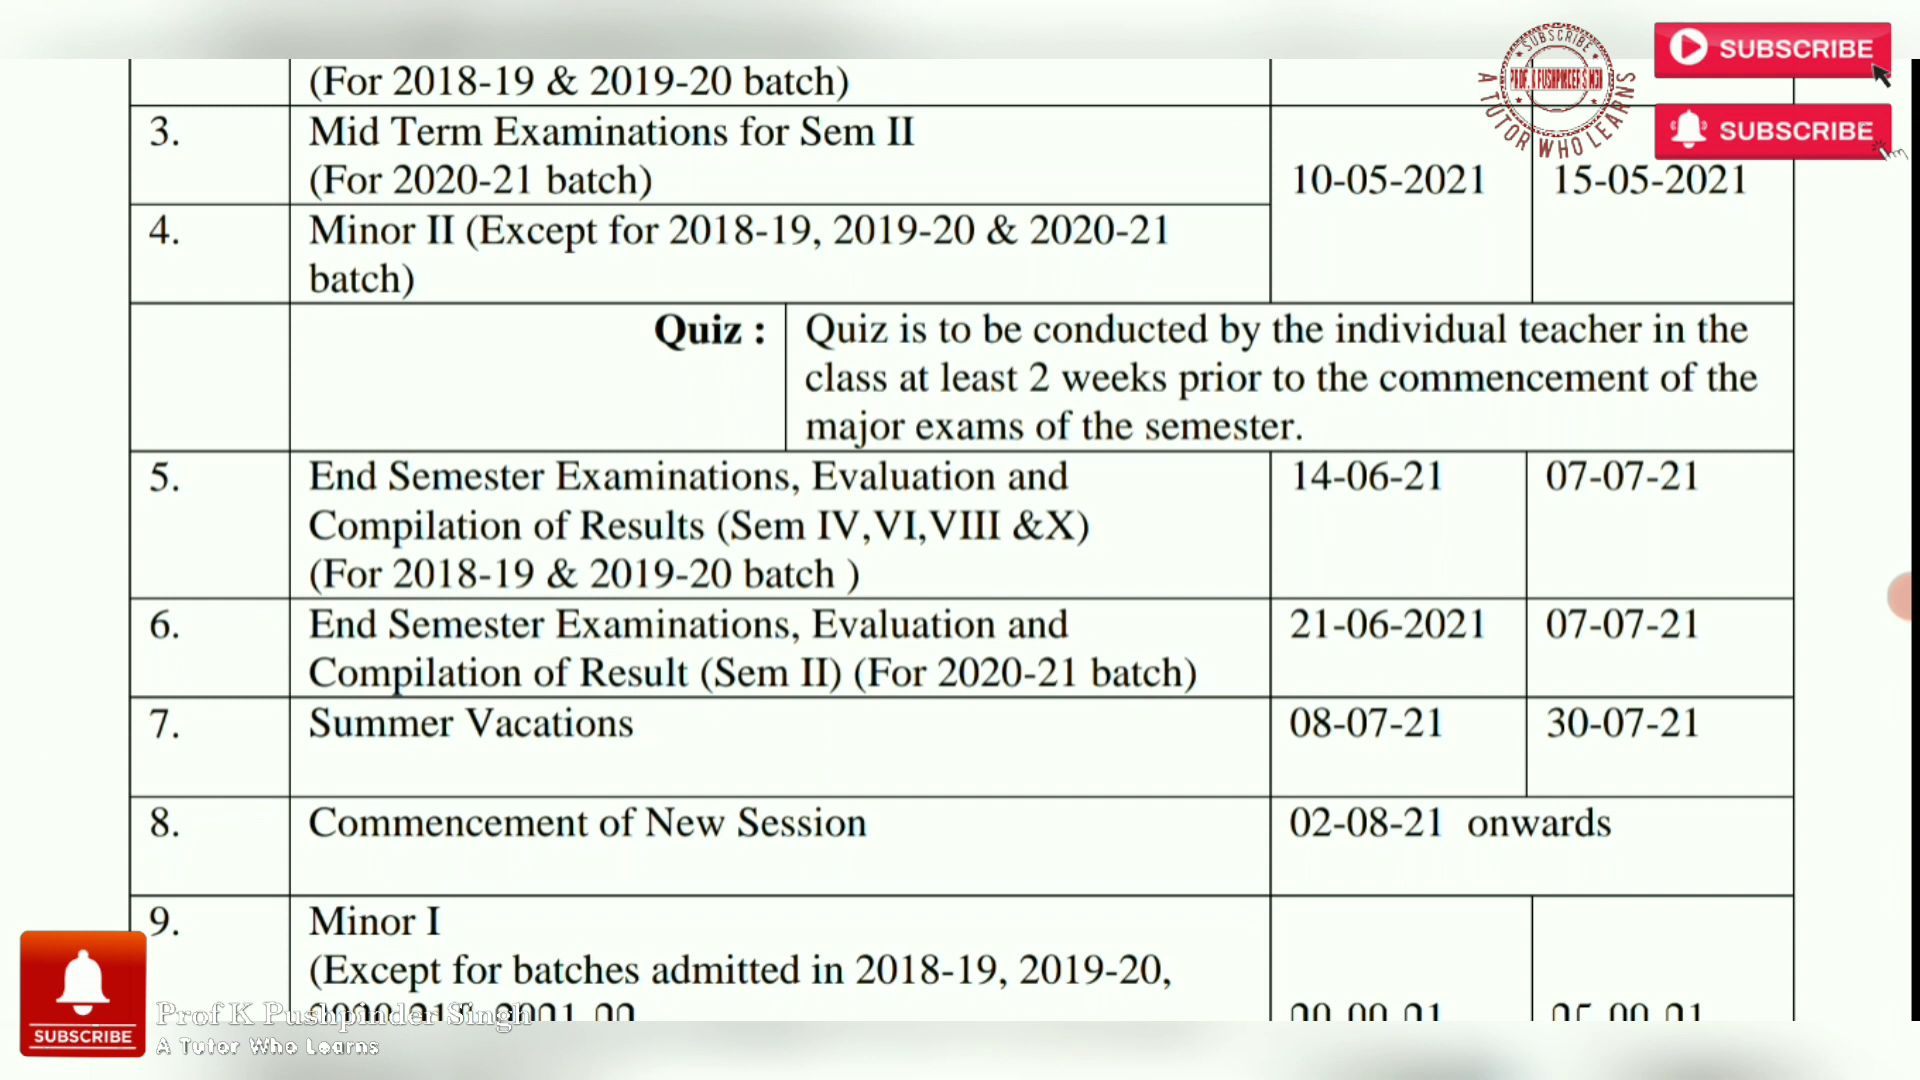 (For 2018-19 & 2019-20 batch)
SUBSCRIBE
SUBSCRIBE
SUBSCRIBE
A TUTOR WHO LEARNS
3. Mid Term Examinations for Sem II
(For 2020-21 batch)
10-05-2021 15-05-2021
4. Minor II (Except for 2018-19, 2019-20 & 2020-21
batch)
Quiz : Quiz is to be conducted by the individual teacher in the
class at least 2 weeks prior to the commencement of the
major exams of the semester.
5. End Semester Examinations, Evaluation and 14-06-21 07-07-21
Compilation of Results (Sem IV,VI,VIII &X)
(For 2018-19 & 2019-20 batch )
6. End Semester Examinations, Evaluation and 21-06-2021 07-07-21
Compilation of Result (Sem II) (For 2020-21 batch)
7. Summer Vacations 08-07-21 30-07-21
8. Commencement of New Session 02-08-21 onwards
9. Minor I
(Except for batches admitted in 2018-19, 2019-20,
Prof K Pushpinder Singh
SUBSCRIBE
A Tutor Who Learns